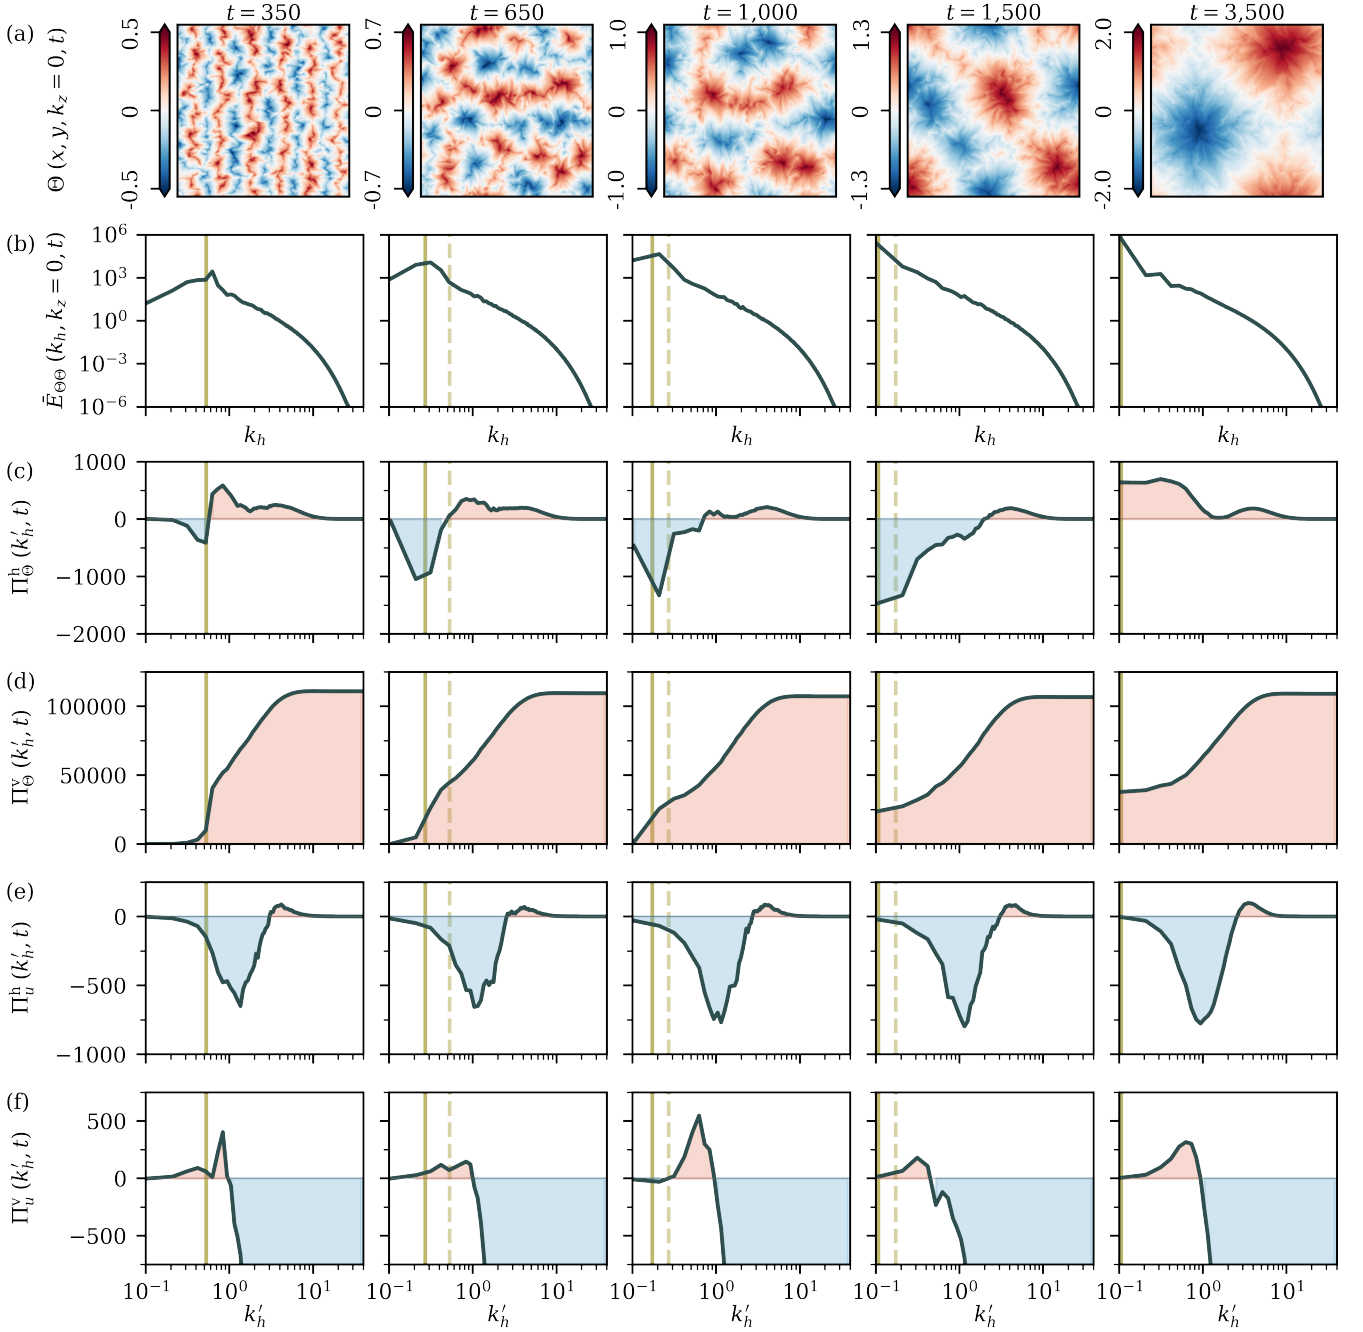 (a)
t = 350
t = 650
t = 1,000
t = 1,500
t = 3,500
Θ (x, y, k_z = 0, t)
0.5
0
-0.5
0.7
0
-0.7
1.0
0
-1.0
1.3
0
-1.3
2.0
0
-2.0
(b)
Ē_ΘΘ (k_h, k_z = 0, t)
10^6
10^3
10^0
10^−3
10^−6
k_h
k_h
k_h
k_h
k_h
(c)
Π^h_Θ (k′_h, t)
1000
0
−1000
−2000
(d)
Π^v_Θ (k′_h, t)
100000
50000
0
(e)
Π^h_u (k′_h, t)
0
−500
−1000
(f)
Π^v_u (k′_h, t)
500
0
−500
10^−1 10^0 10^1
10^−1 10^0 10^1
10^−1 10^0 10^1
10^−1 10^0 10^1
10^−1 10^0 10^1
k′_h
k′_h
k′_h
k′_h
k′_h